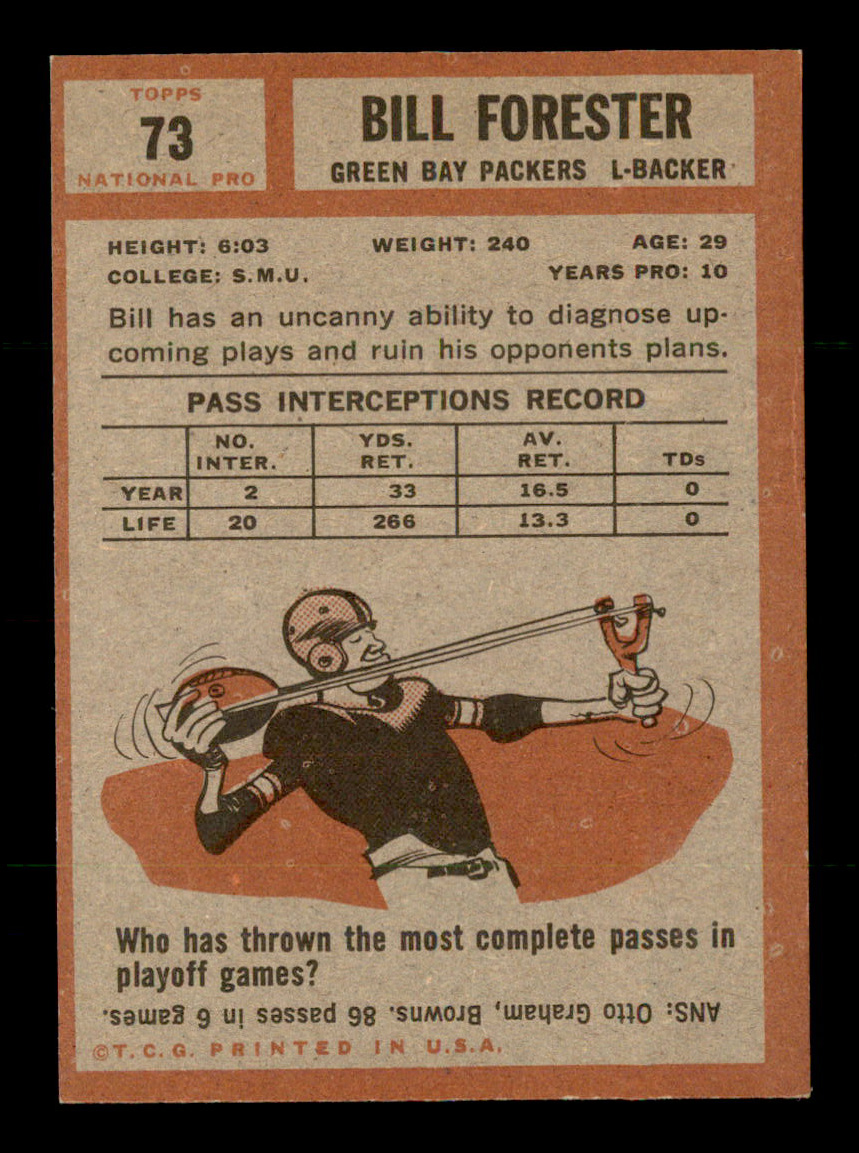 TOPPS
73
NATIONAL PRO
BILL FORESTER
GREEN BAY PACKERS L-BACKER
HEIGHT: 6:03 WEIGHT: 240 AGE: 29
COLLEGE: S.M.U. YEARS PRO: 10
Bill has an uncanny ability to diagnose up-
coming plays and ruin his opponents plans.
PASS INTERCEPTIONS RECORD
NO. INTER. YDS. RET. AV. RET. TDs
YEAR 2 33 16.5 0
LIFE 20 266 13.3 0
Who has thrown the most complete passes in
playoff games?
ANS: Otto Graham, Browns. 86 passes in 6 games.
©T.C.G. PRINTED IN U.S.A.